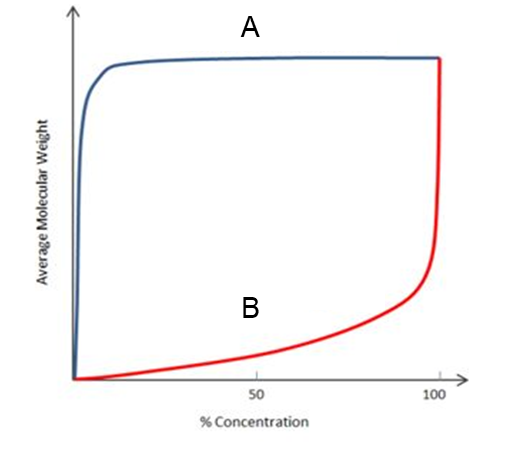 A
Average Molecular Weight
B
50
100
% Concentration